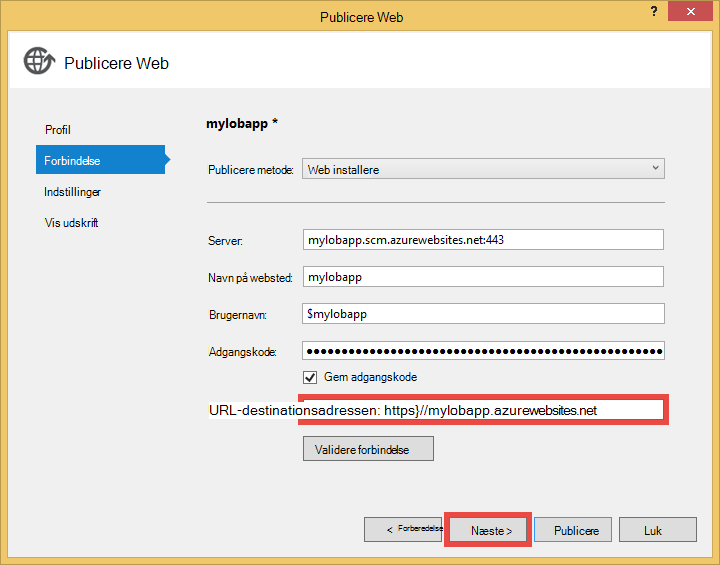 Publicere Web
?
Publicere Web
Profil
Forbindelse
Indstillinger
Vis udskrift
mylobapp *
Publicere metode: Web installere
Server: mylobapp.scm.azurewebsites.net:443
Navn på websted: mylobapp
Brugernavn: $mylobapp
Adgangskode:
Gem adgangskode
URL-destinationsadressen: https}//mylobapp.azurewebsites.net
Validere forbindelse
< Forberedelse Næste > Publicere Luk